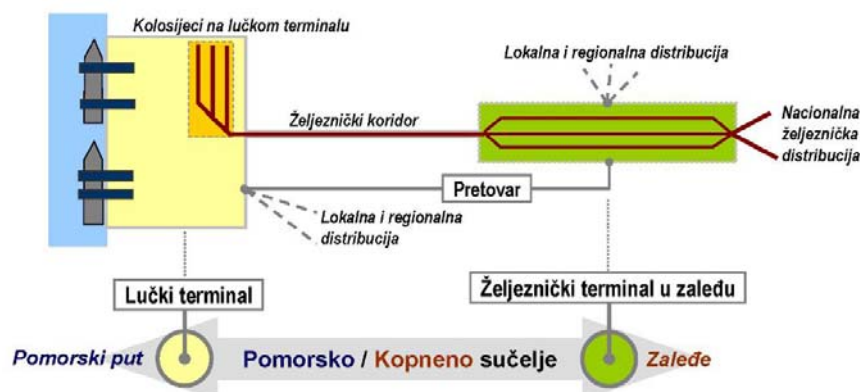 Kolosijeci na lučkom terminalu
Lokalna i regionalna distribucija
Željeznički koridor
Nacionalna
željeznička
distribucija
Pretovar
Lokalna i regionalna
distribucija
Lučki terminal
Željeznički terminal u zaleđu
Pomorski put
Pomorsko / Kopneno sučelje
Zaleđe